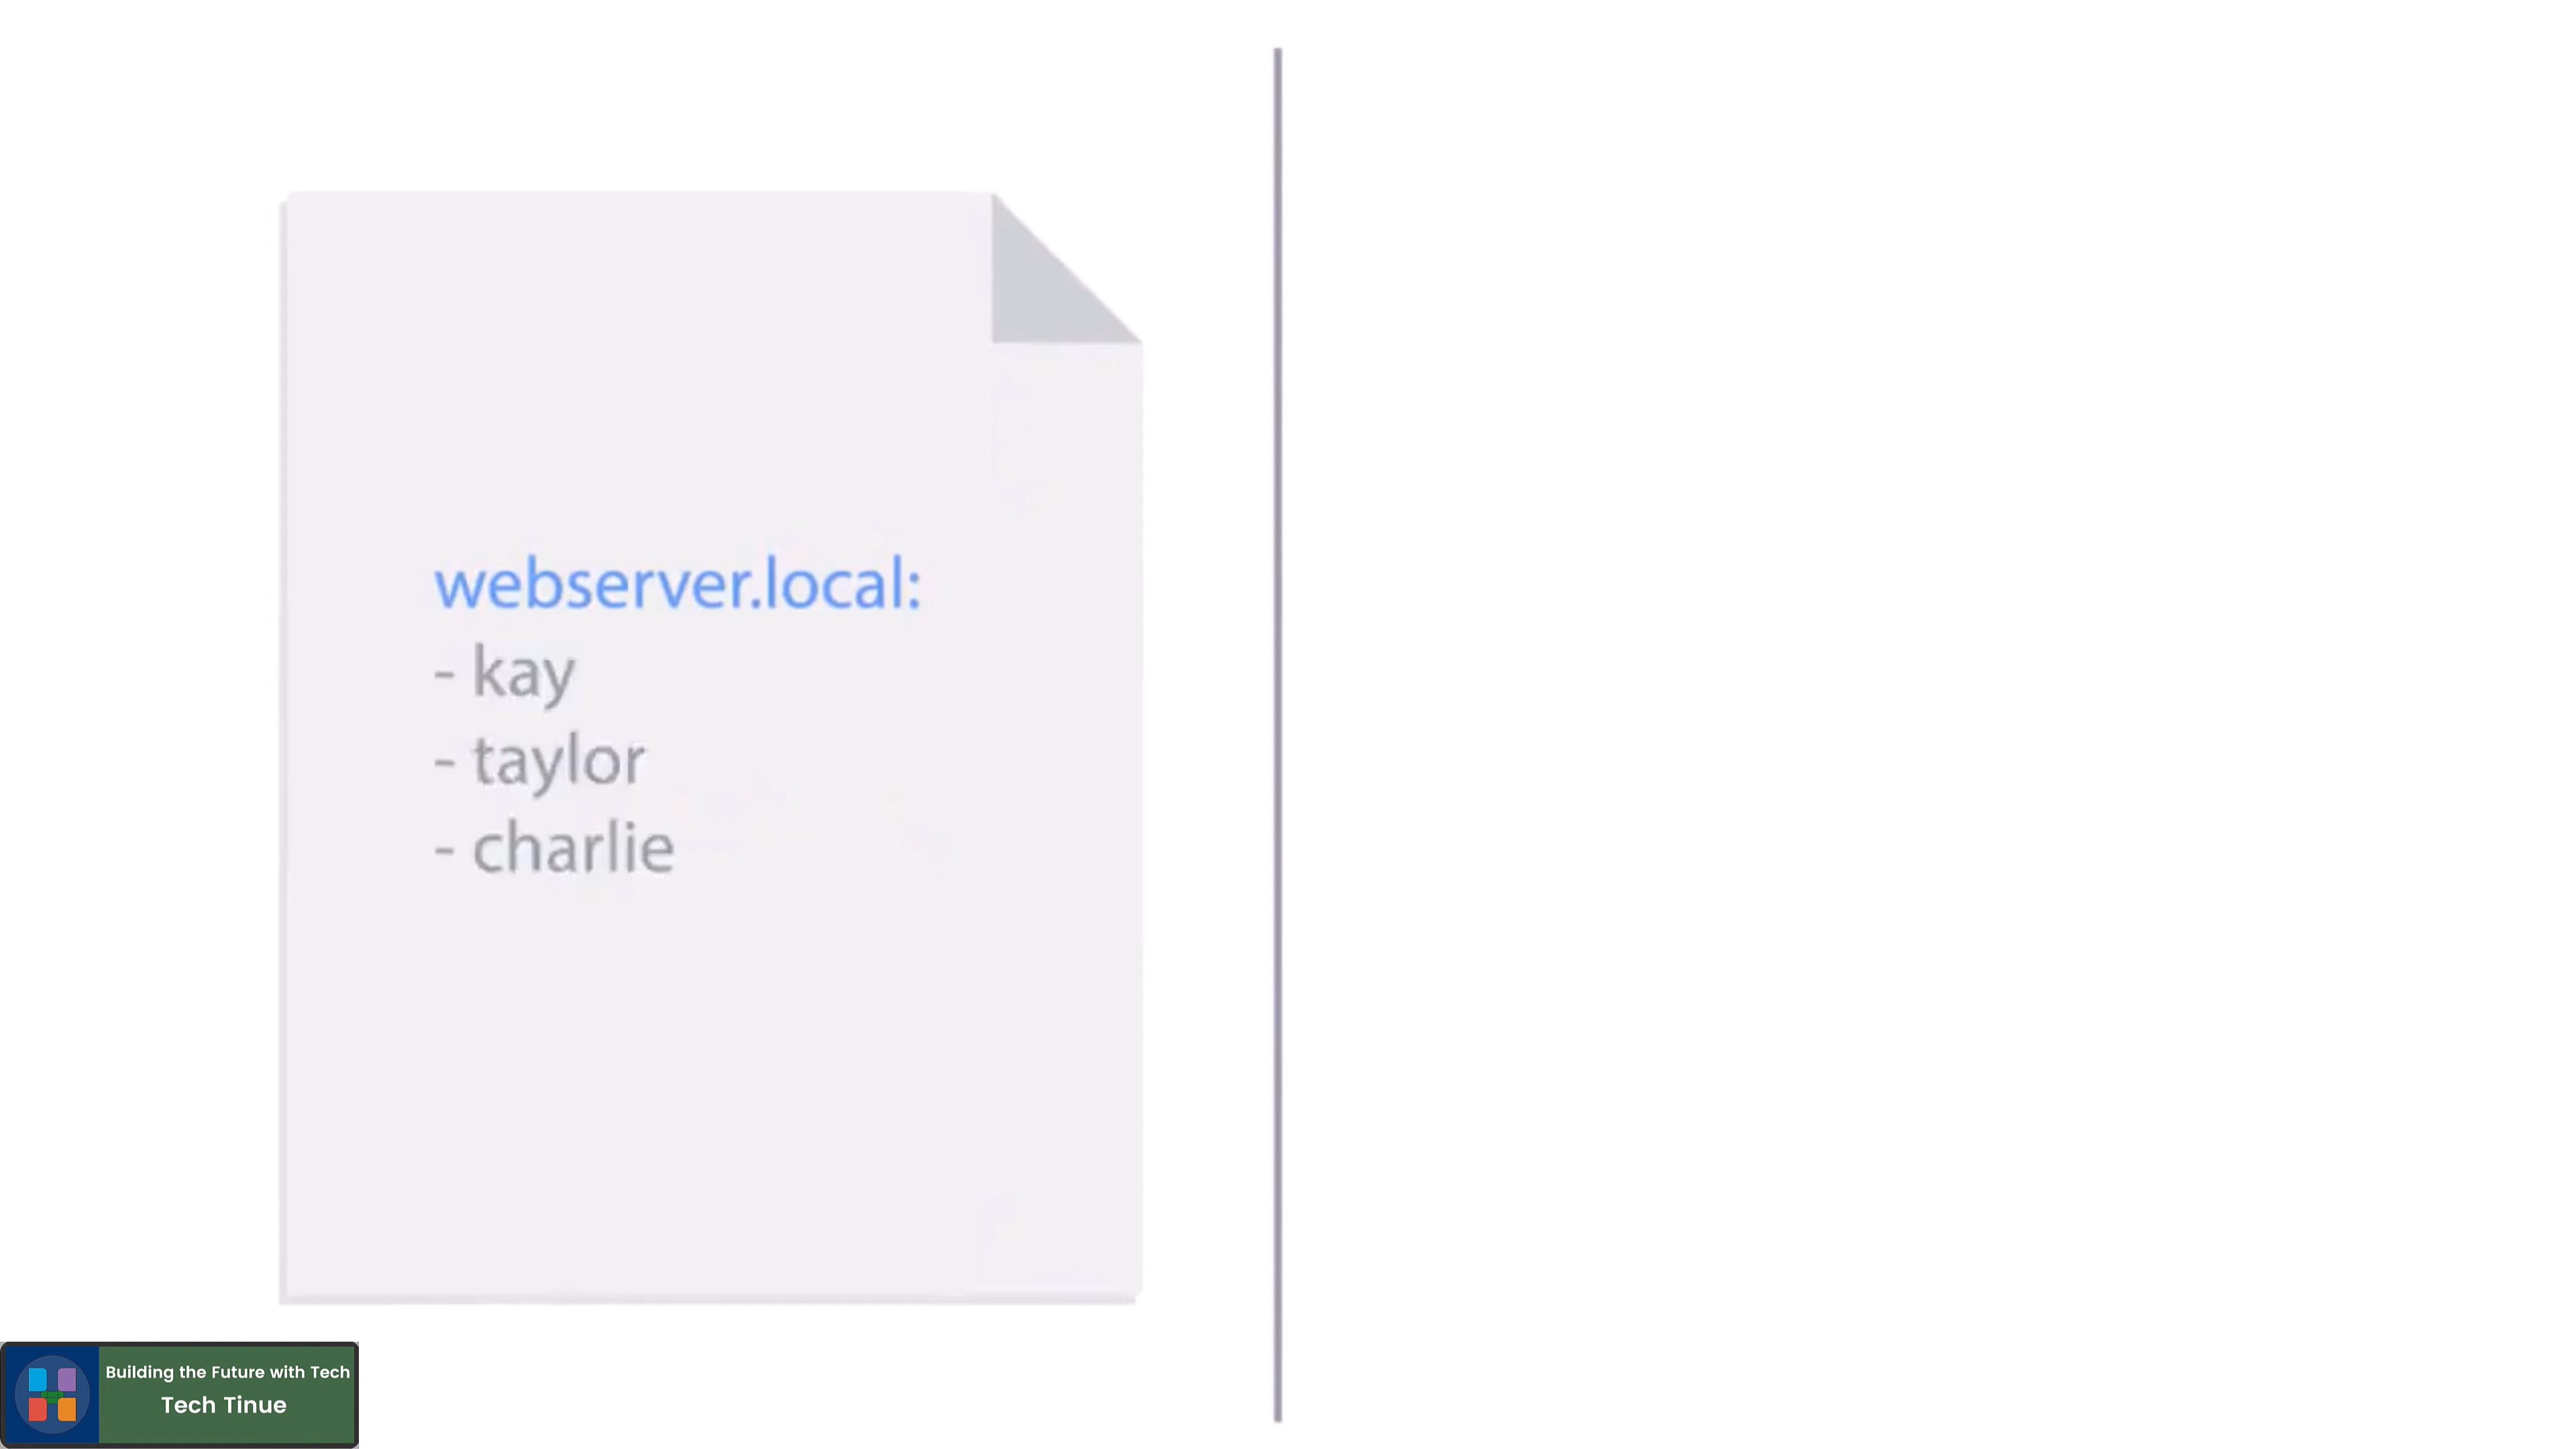 webserver.local:
- kay
- taylor
- charlie
Building the Future with Tech
Tech Tinue